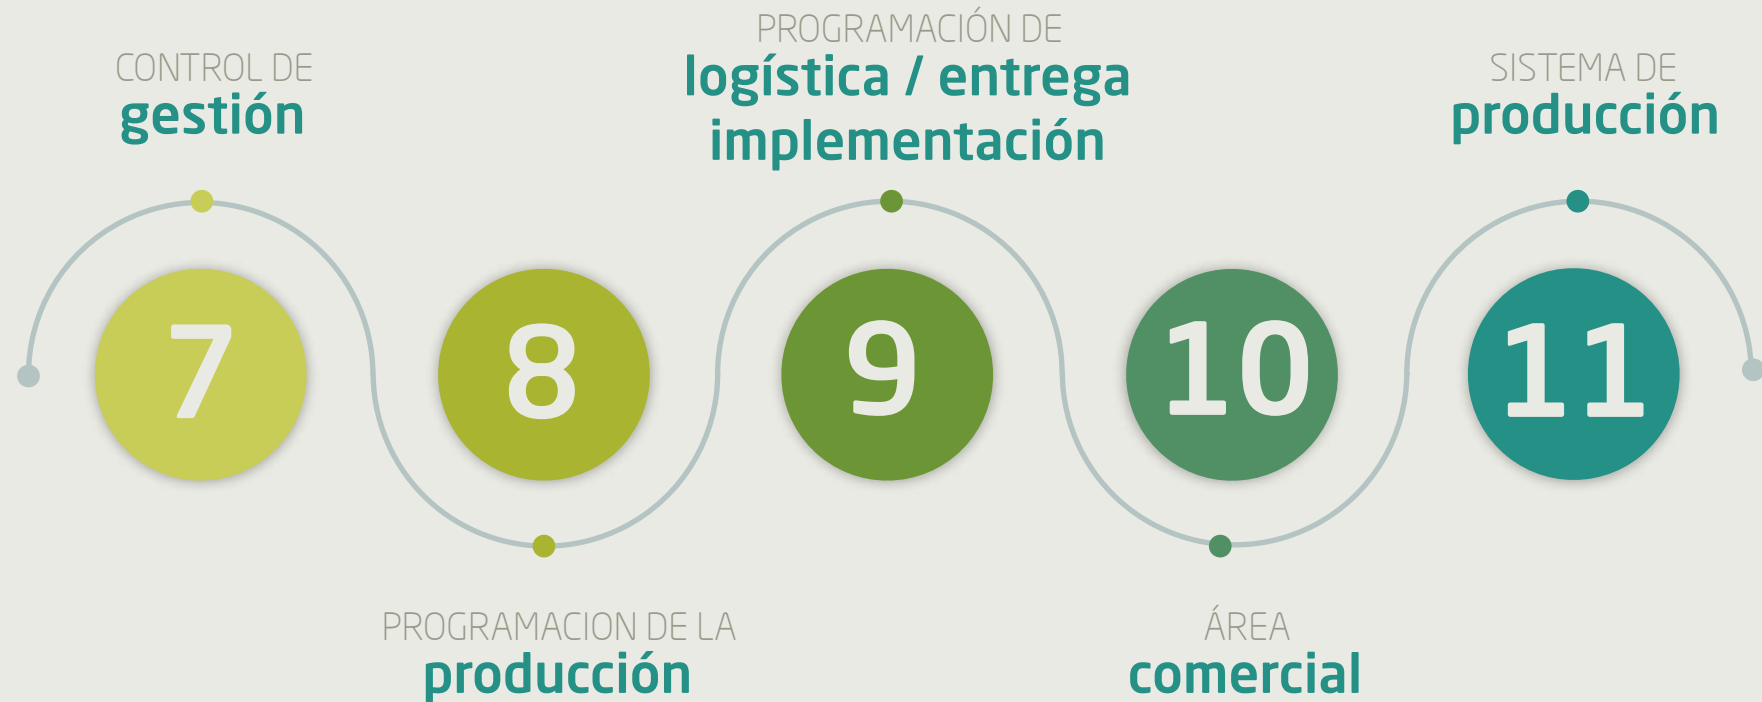 CONTROL DE
gestión
7
PROGRAMACION DE LA
producción
8
PROGRAMACIÓN DE
logística / entrega
implementación
9
ÁREA
comercial
10
SISTEMA DE
producción
11